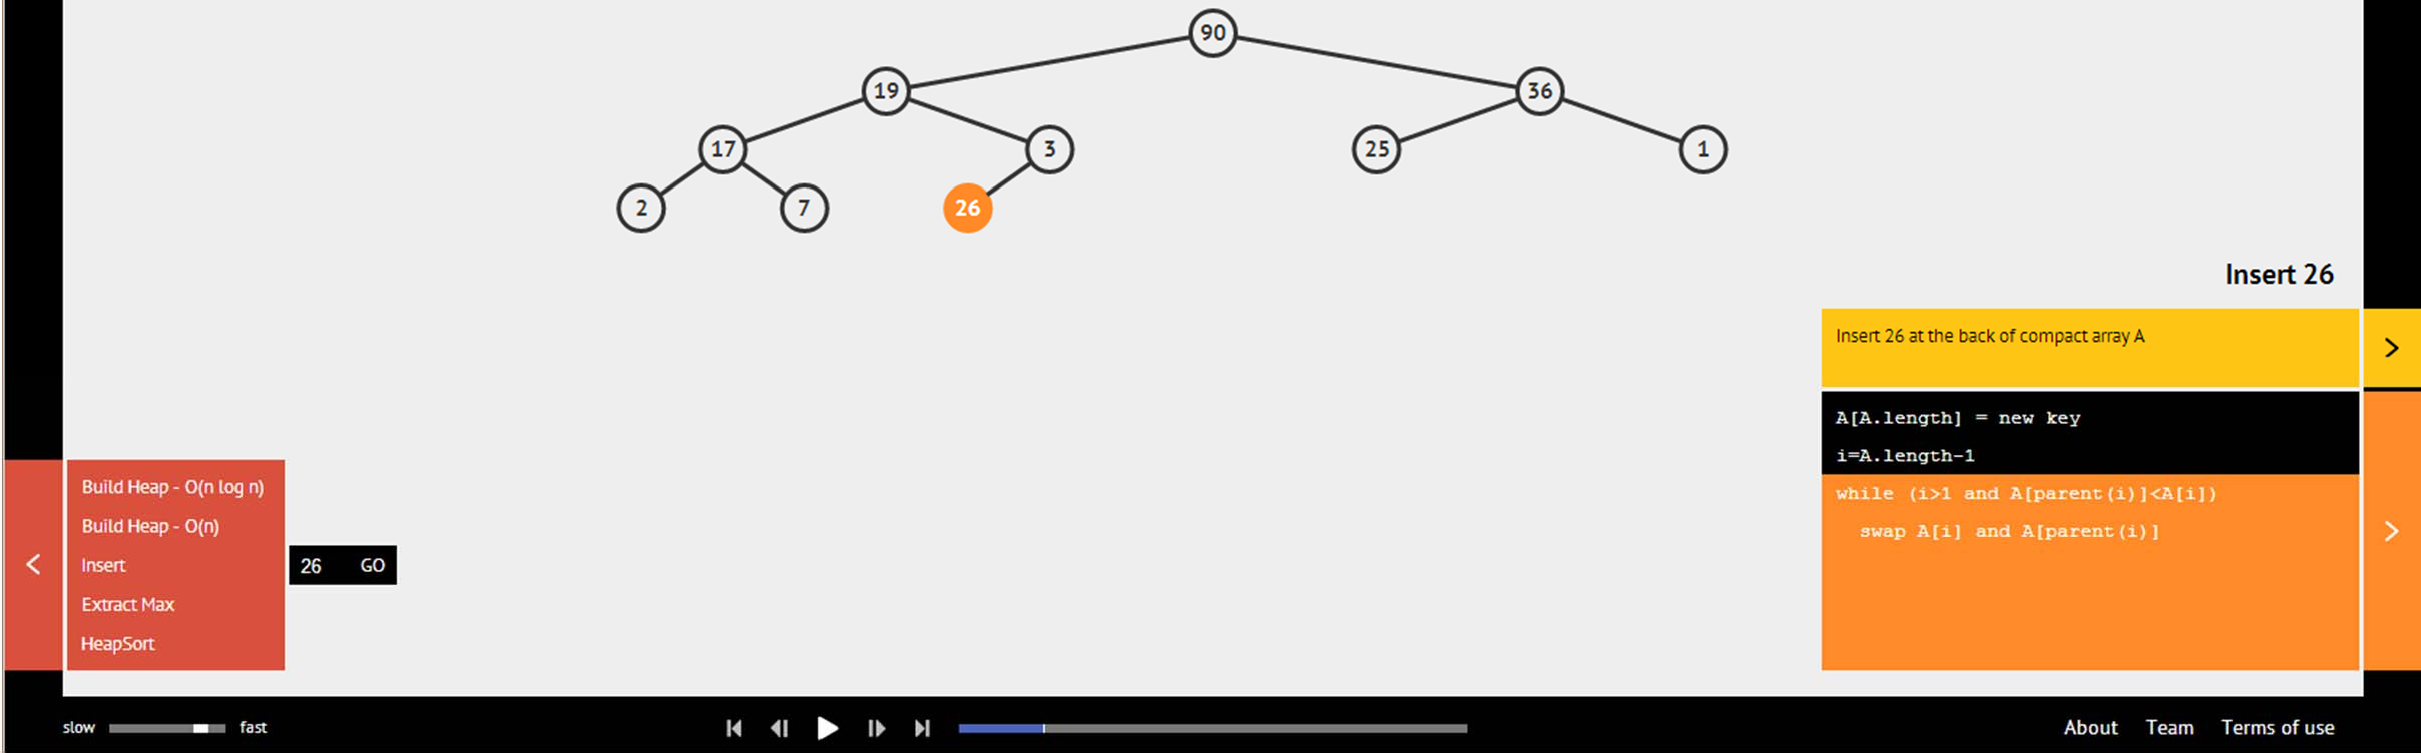 90
19
36
17
3
25
1
2
7
26
Insert 26
Insert 26 at the back of compact array A
A[A.length] = new key
i=A.length-1
while (i>1 and A[parent(i)]<A[i])
swap A[i] and A[parent(i)]
Build Heap - O(n log n)
Build Heap - O(n)
Insert
26 GO
Extract Max
HeapSort
slow fast
About Team Terms of use